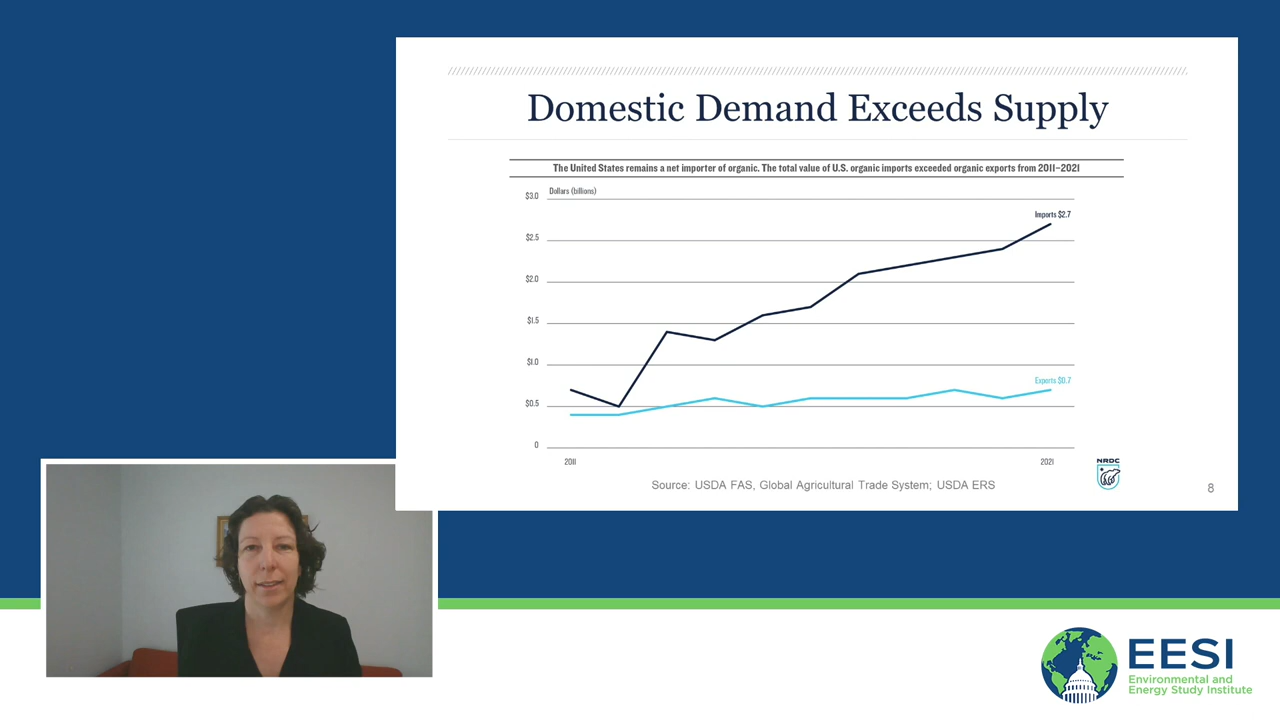 Domestic Demand Exceeds Supply
The United States remains a net importer of organic. The total value of U.S. organic imports exceeded organic exports from 2011–2021
Dollars (billions)
$3.0
Imports $2.7
$2.5
$2.0
$1.5
$1.0
Exports $0.7
$0.5
0
2011
2021
NRDC
Source: USDA FAS, Global Agricultural Trade System; USDA ERS
8
EESI
Environmental and
Energy Study Institute